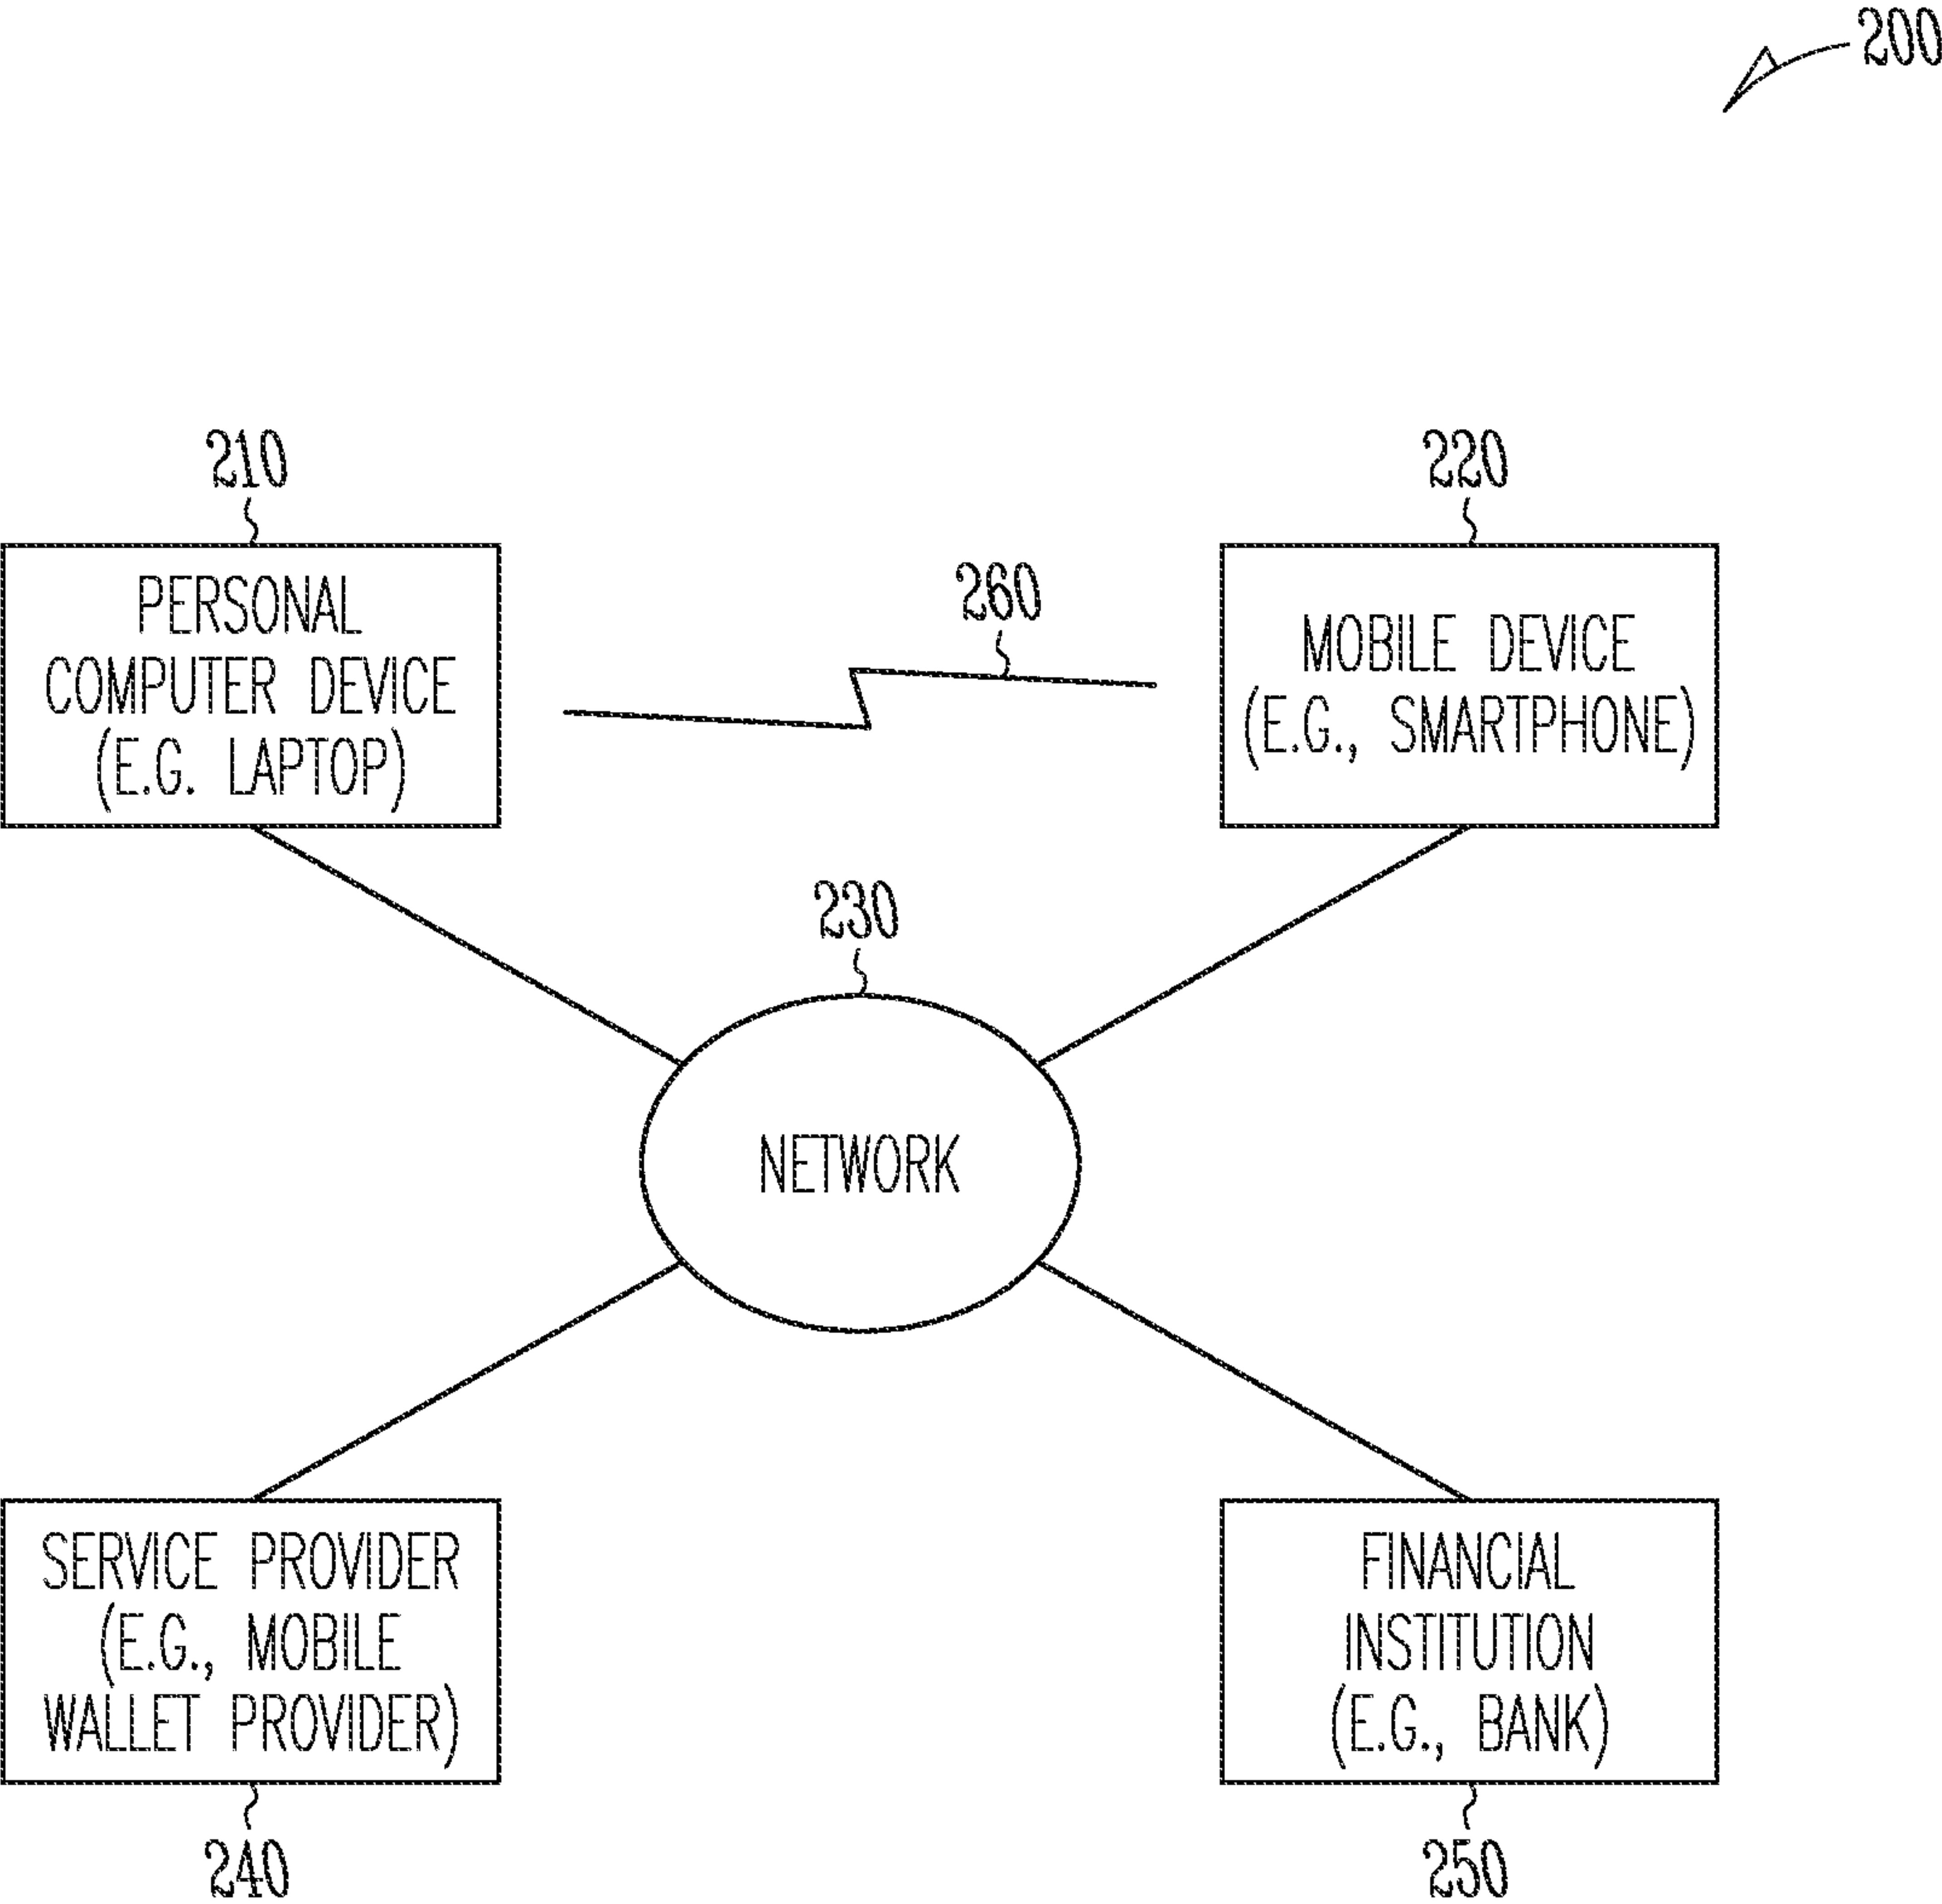 200
210
220
PERSONAL
COMPUTER DEVICE
(E.G. LAPTOP)
260
MOBILE DEVICE
(E.G., SMARTPHONE)
230
NETWORK
SERVICE PROVIDER
(E.G., MOBILE
WALLET PROVIDER)
FINANCIAL
INSTITUTION
(E.G., BANK)
240
250